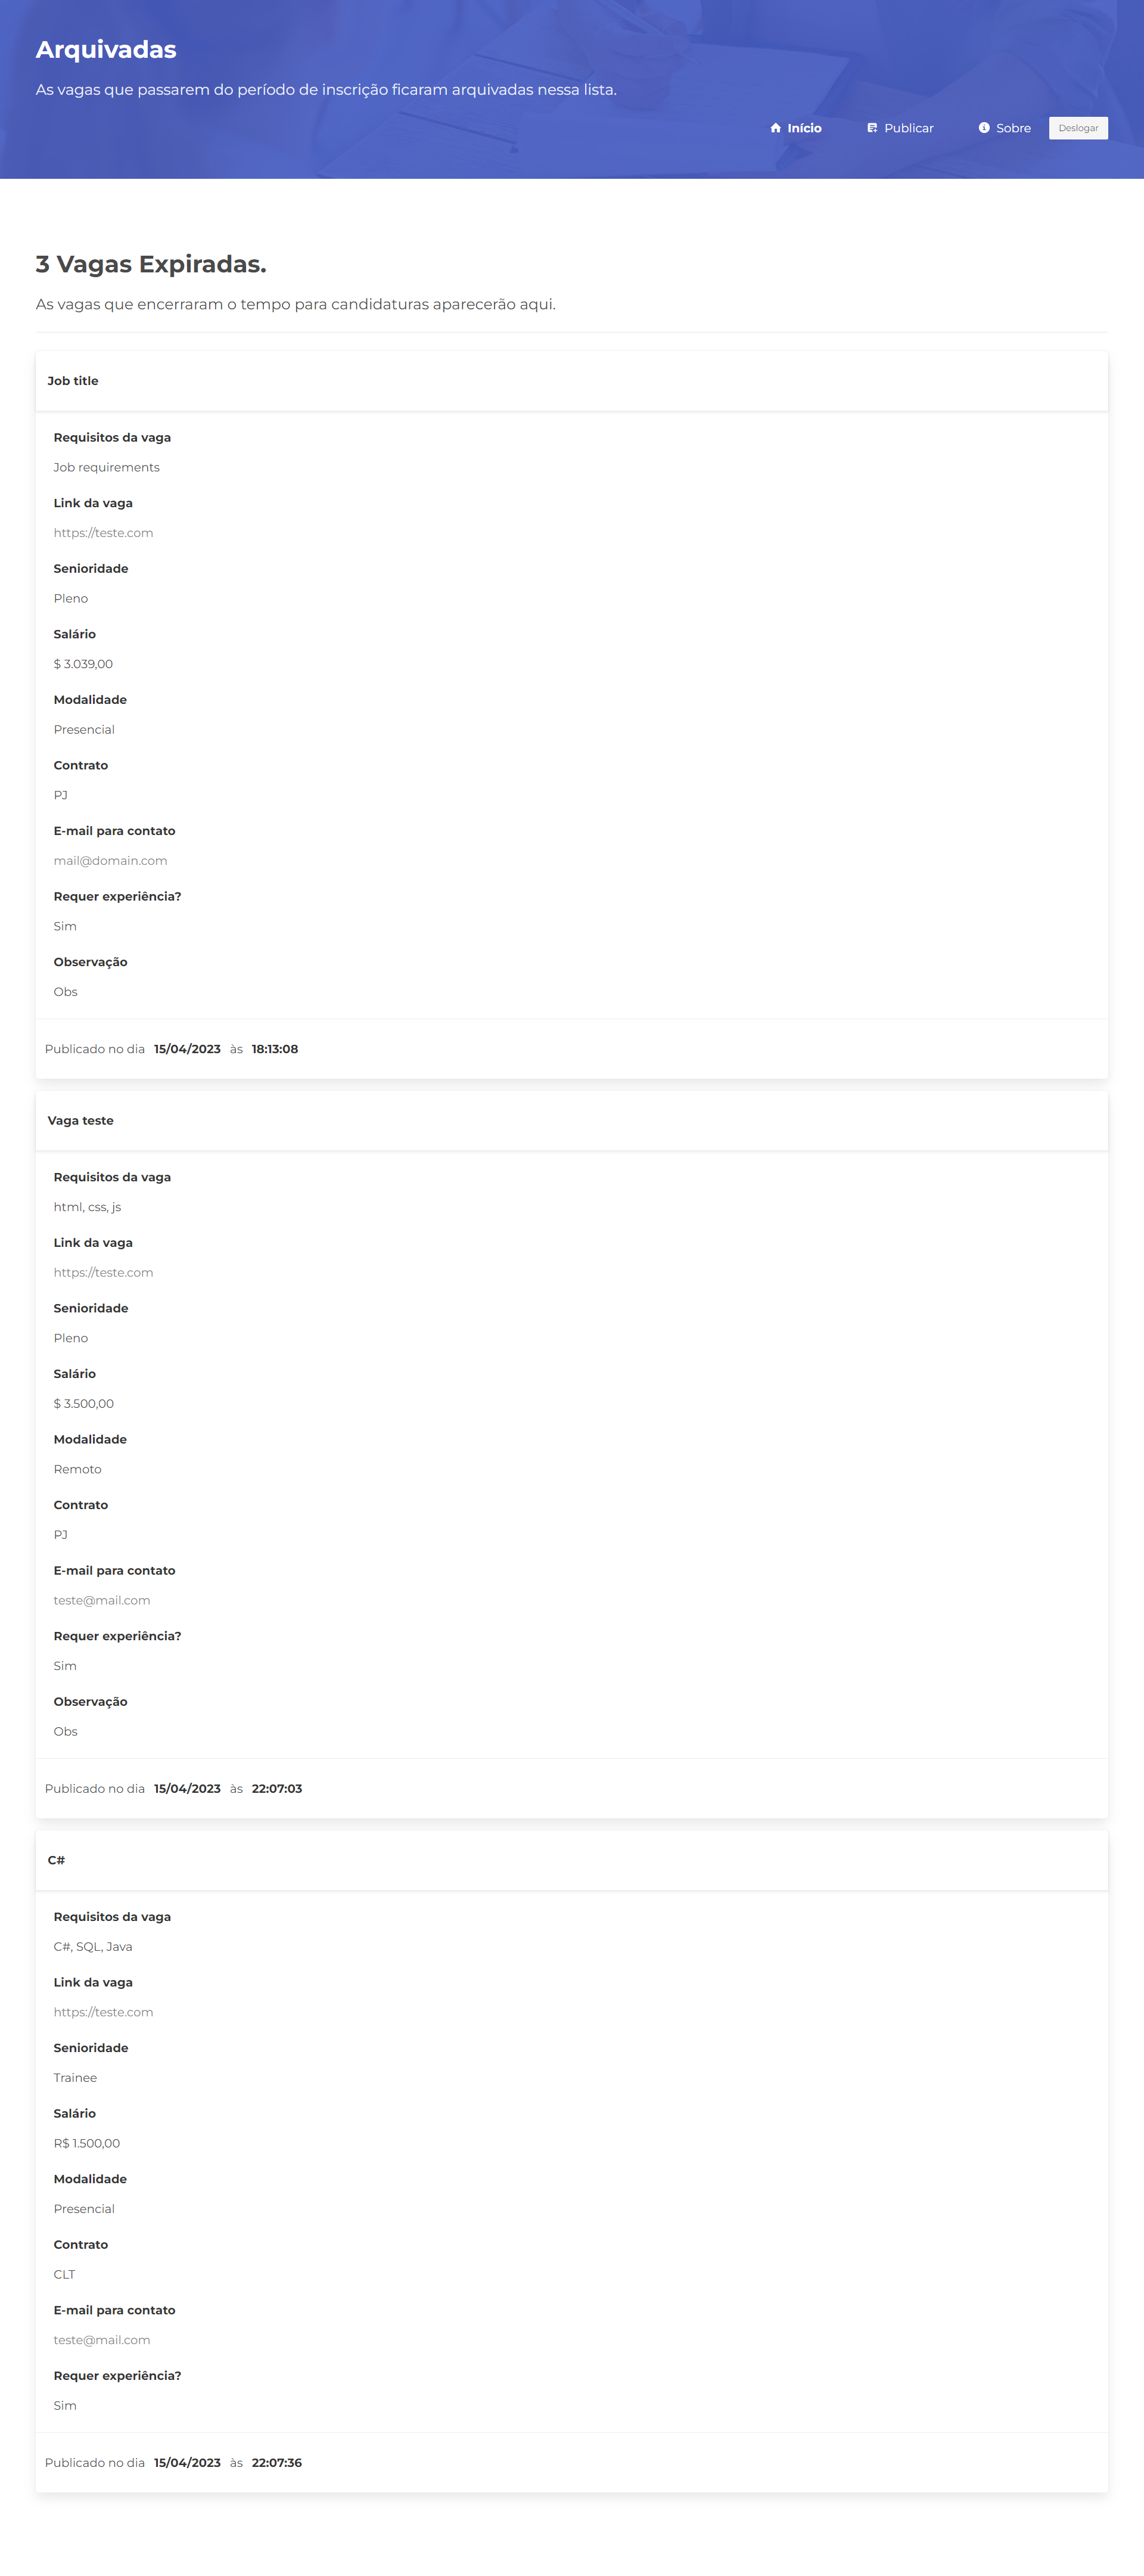 Arquivadas
As vagas que passarem do período de inscrição ficaram arquivadas nessa lista.
Início Publicar Sobre Deslogar
3 Vagas Expiradas.
As vagas que encerraram o tempo para candidaturas aparecerão aqui.
Job title
Requisitos da vaga
Job requirements
Link da vaga
https://teste.com
Senioridade
Pleno
Salário
$ 3.039,00
Modalidade
Presencial
Contrato
PJ
E-mail para contato
mail@domain.com
Requer experiência?
Sim
Observação
Obs
Publicado no dia 15/04/2023 às 18:13:08
Vaga teste
Requisitos da vaga
html, css, js
Link da vaga
https://teste.com
Senioridade
Pleno
Salário
$ 3.500,00
Modalidade
Remoto
Contrato
PJ
E-mail para contato
teste@mail.com
Requer experiência?
Sim
Observação
Obs
Publicado no dia 15/04/2023 às 22:07:03
C#
Requisitos da vaga
C#, SQL, Java
Link da vaga
https://teste.com
Senioridade
Trainee
Salário
R$ 1.500,00
Modalidade
Presencial
Contrato
CLT
E-mail para contato
teste@mail.com
Requer experiência?
Sim
Publicado no dia 15/04/2023 às 22:07:36